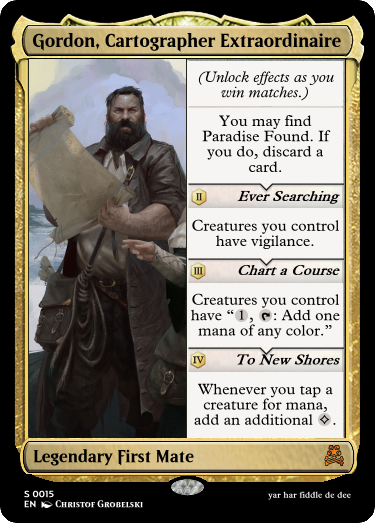 Gordon, Cartographer Extraordinaire
(Unlock effects as you
win matches.)
You may find
Paradise Found. If
you do, discard a
card.
II Ever Searching
Creatures you control
have vigilance.
III Chart a Course
Creatures you control
have “1, : Add one
mana of any color.”
IV To New Shores
Whenever you tap a
creature for mana,
add an additional .
Legendary First Mate
S 0015
EN Christof Grobelski
yar har fiddle de dee